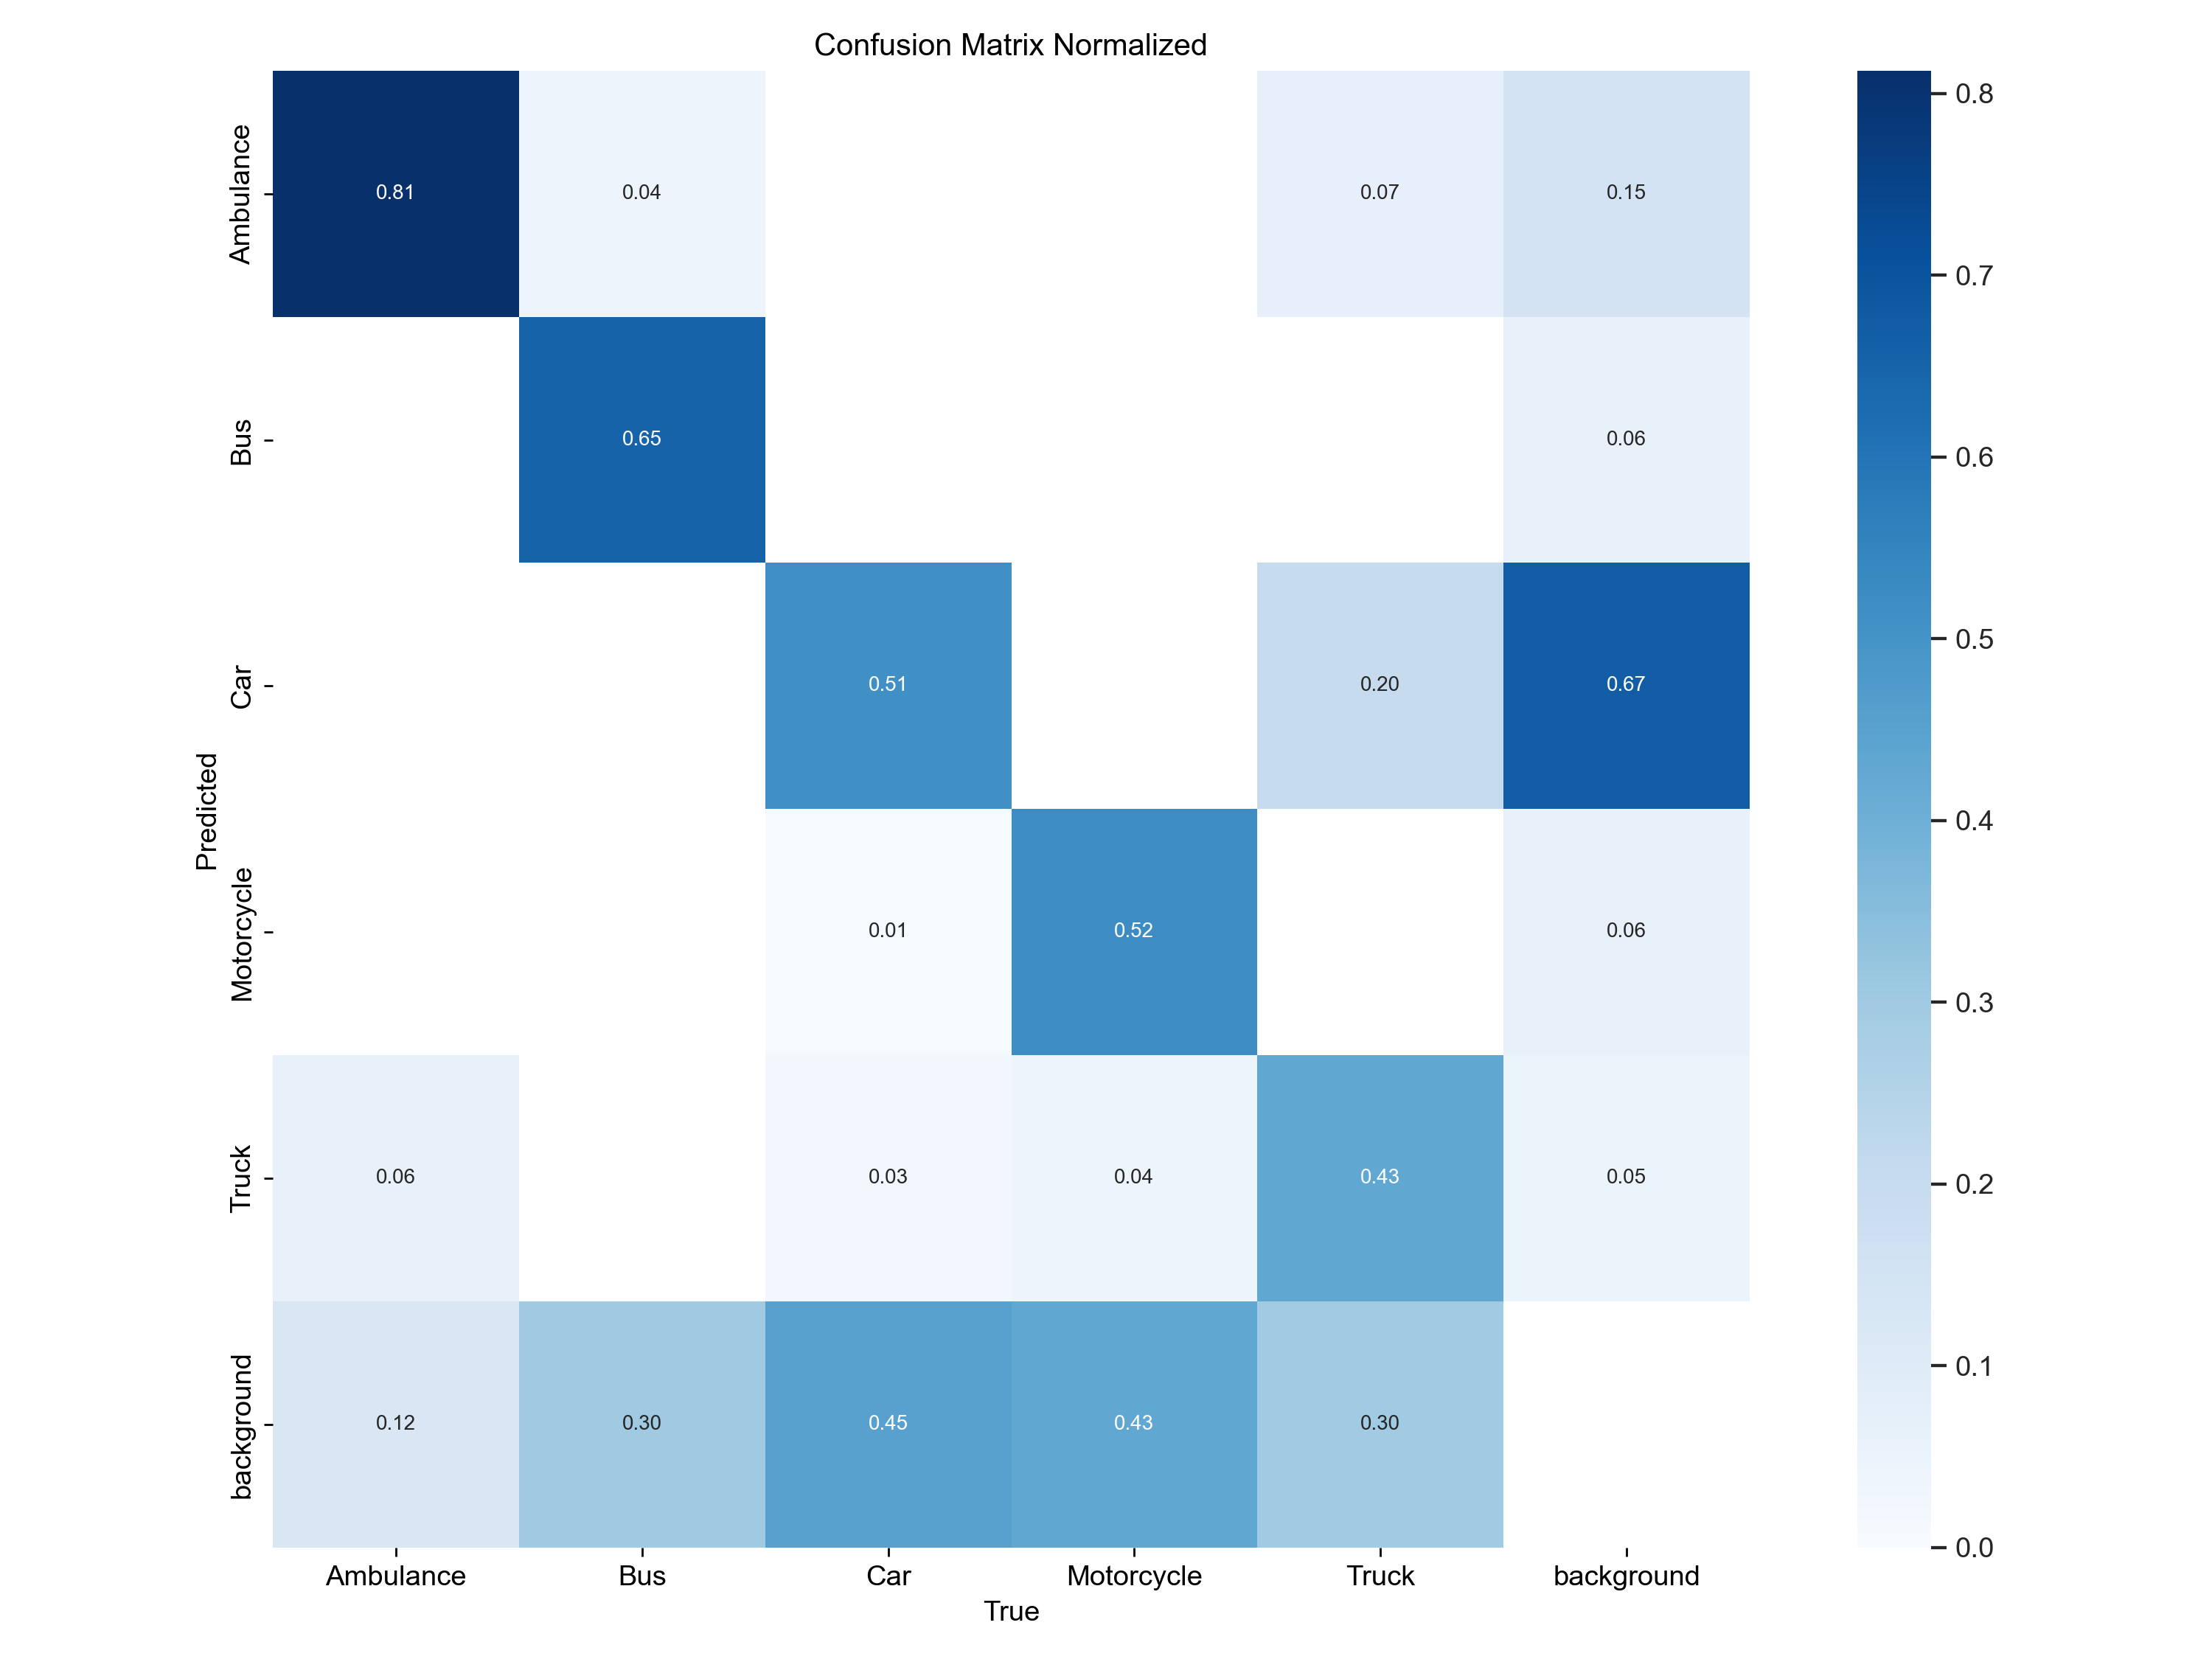 Confusion Matrix Normalized
Ambulance
0.81
0.04
0.07
0.15
Bus
0.65
0.06
Car
0.51
0.20
0.67
Motorcycle
0.01
0.52
0.06
Truck
0.06
0.03
0.04
0.43
0.05
background
0.12
0.30
0.45
0.43
0.30
Predicted
Ambulance
Bus
Car
Motorcycle
Truck
background
True
0.8
0.7
0.6
0.5
0.4
0.3
0.2
0.1
0.0